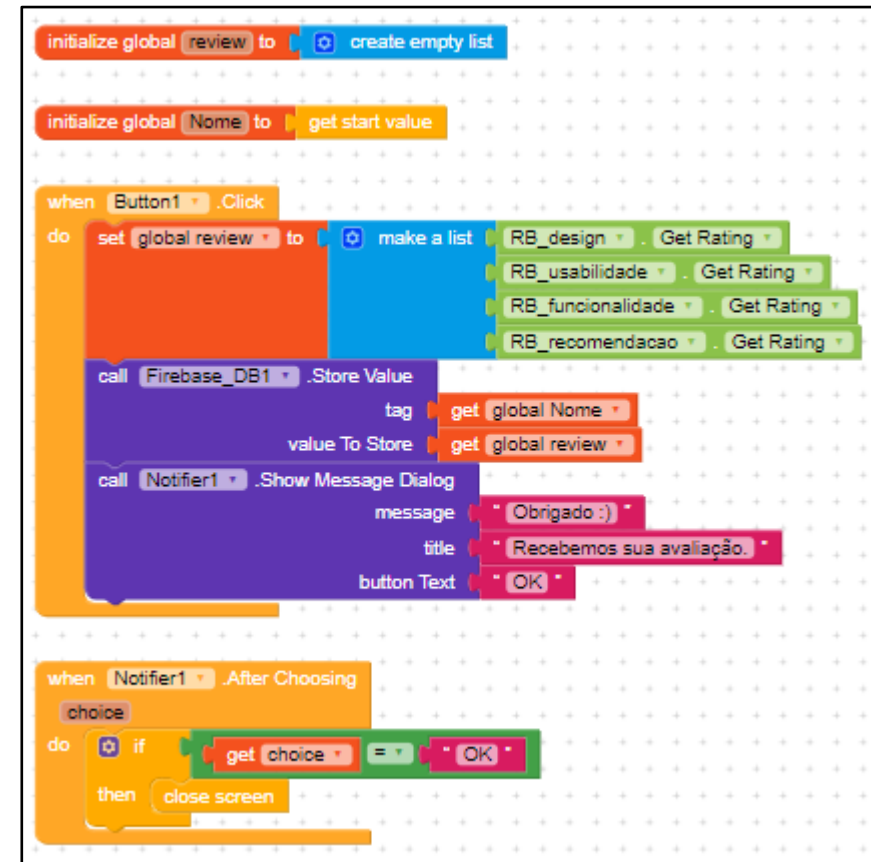 initialize global review to create empty list
initialize global Nome to get start value
when Button1 .Click
do set global review to make a list RB_design . Get Rating
RB_usabilidade . Get Rating
RB_funcionalidade . Get Rating
RB_recomendacao . Get Rating
call Firebase_DB1 .Store Value
tag get global Nome
value To Store get global review
call Notifier1 .Show Message Dialog
message " Obrigado :) "
title " Recebemos sua avaliação. "
button Text " OK "
when Notifier1 .After Choosing
choice
do if get choice = " OK "
then close screen